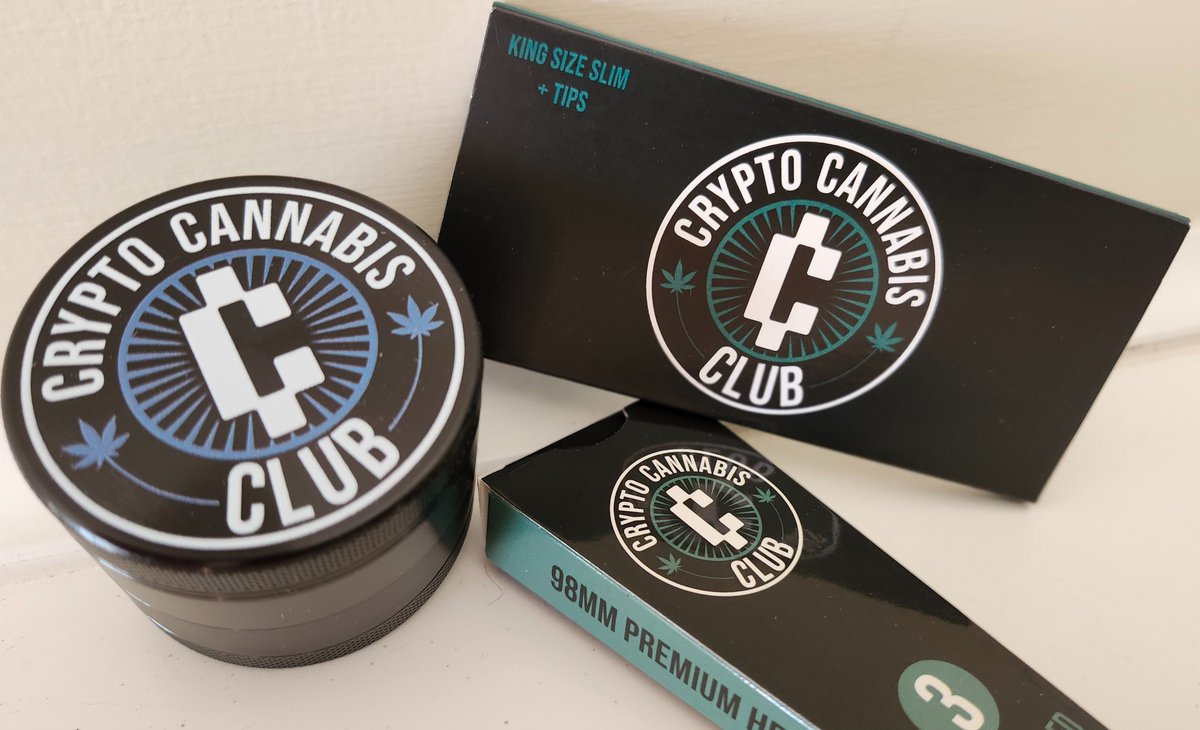 CRYPTO CANNABIS
CLUB
KING SIZE SLIM
+ TIPS
CRYPTO CANNABIS
CLUB
CRYPTO CANNABIS
CLUB
98MM PREMIUM
3